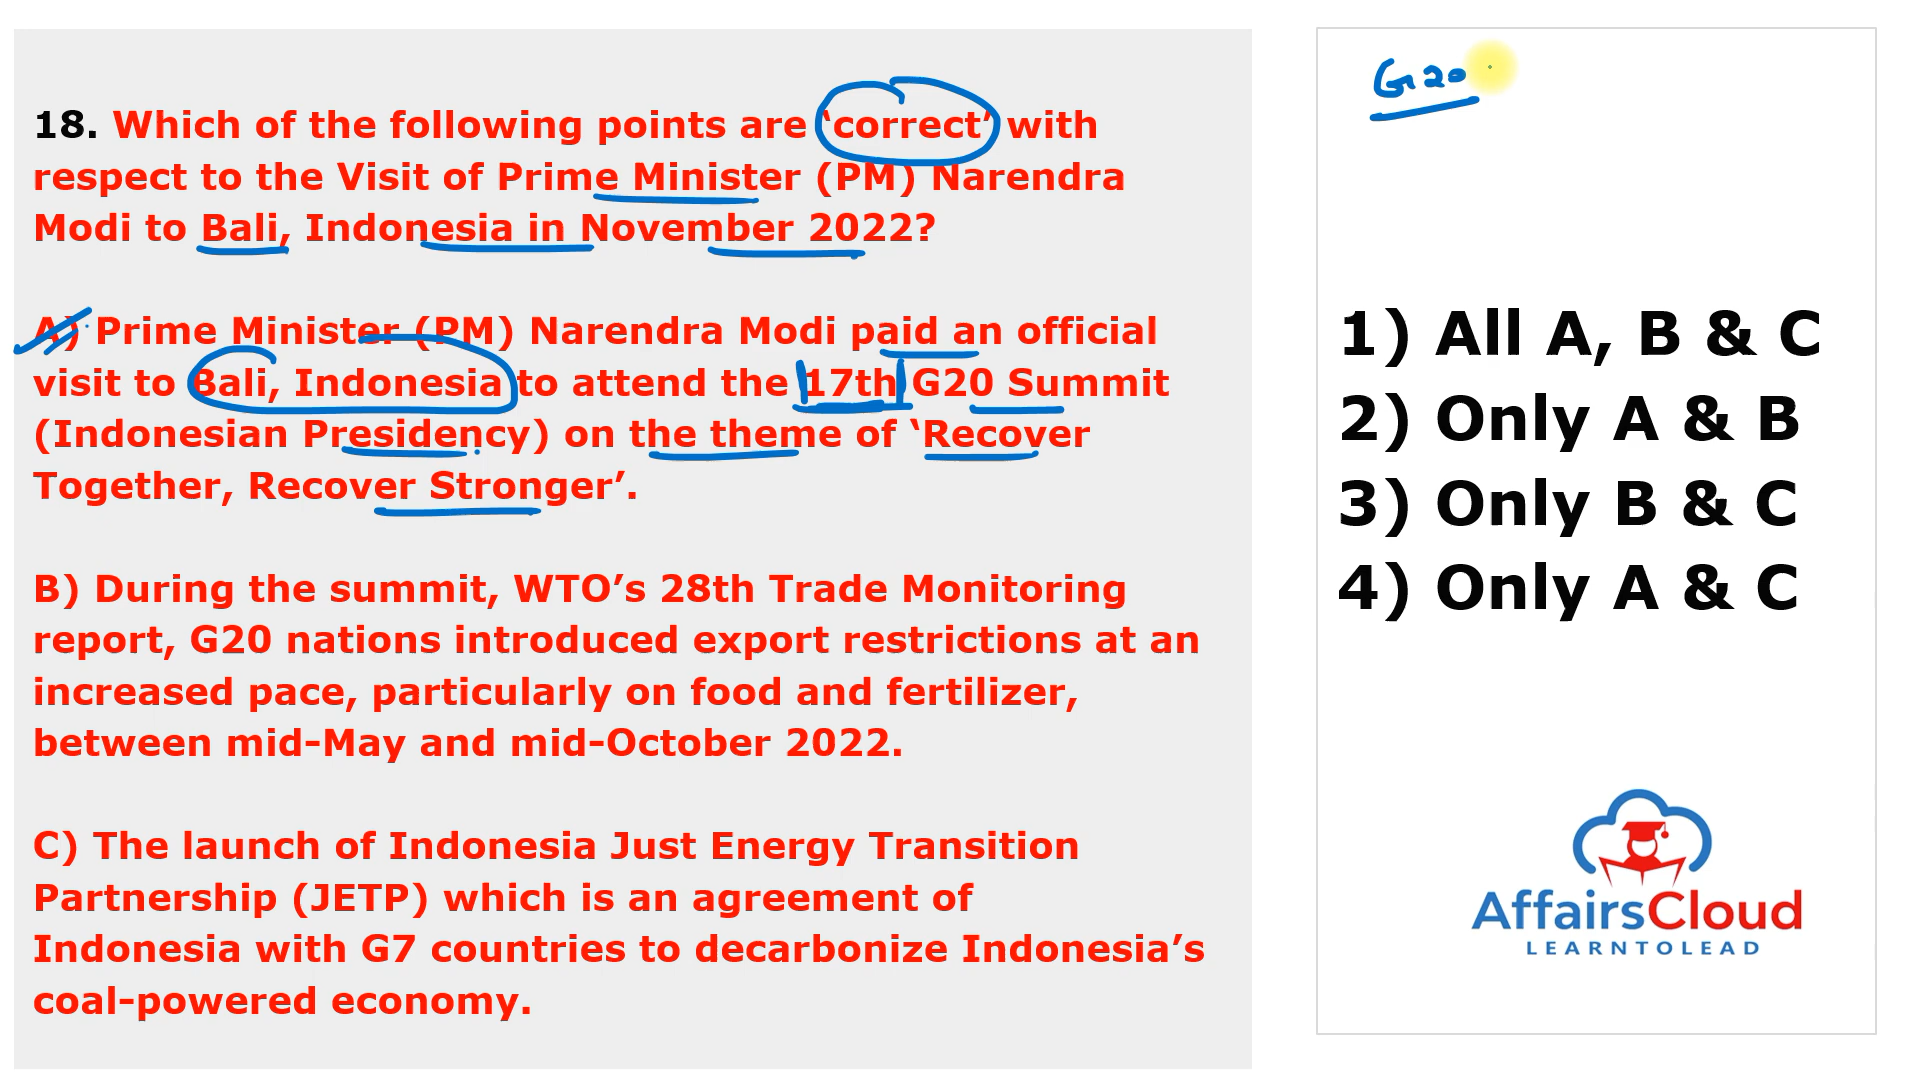 18. Which of the following points are ‘correct’ with
respect to the Visit of Prime Minister (PM) Narendra
Modi to Bali, Indonesia in November 2022?
A) Prime Minister (PM) Narendra Modi paid an official
visit to Bali, Indonesia to attend the 17th G20 Summit
(Indonesian Presidency) on the theme of ‘Recover
Together, Recover Stronger’.
B) During the summit, WTO’s 28th Trade Monitoring
report, G20 nations introduced export restrictions at an
increased pace, particularly on food and fertilizer,
between mid-May and mid-October 2022.
C) The launch of Indonesia Just Energy Transition
Partnership (JETP) which is an agreement of
Indonesia with G7 countries to decarbonize Indonesia’s
coal-powered economy.
G20
1) All A, B & C
2) Only A & B
3) Only B & C
4) Only A & C
AffairsCloud
LEARNTOLEAD